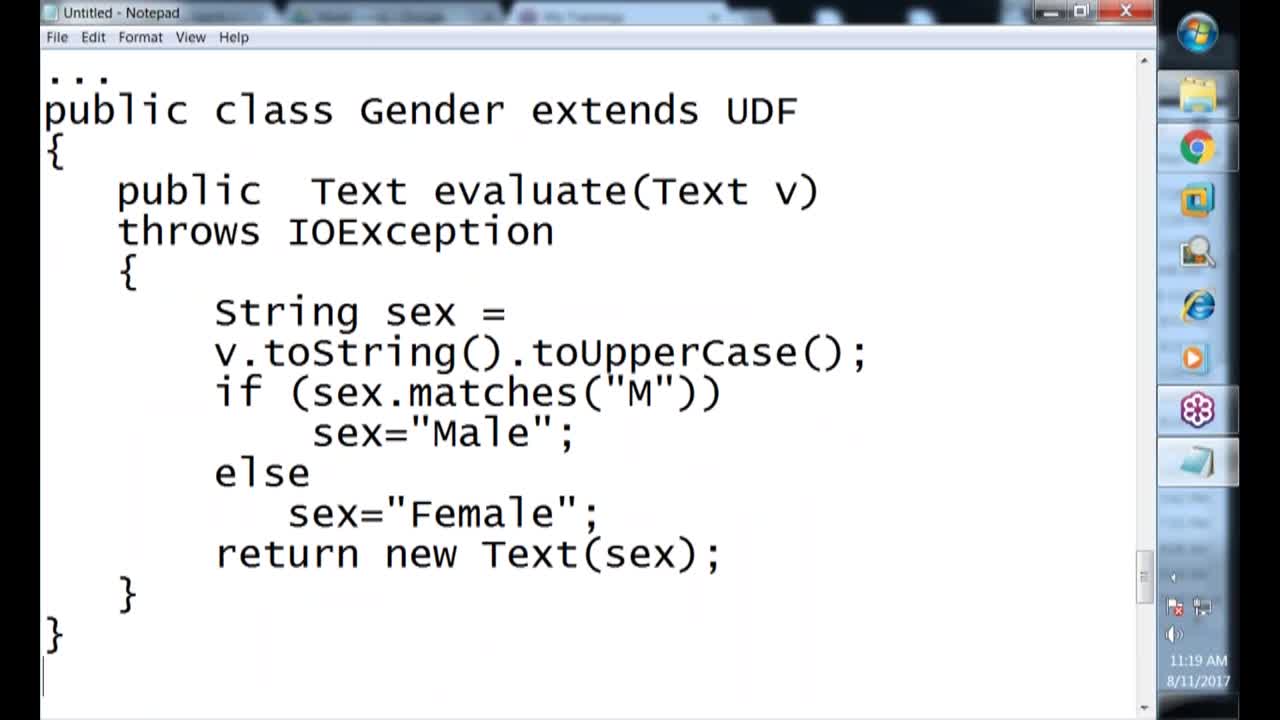 Untitled - Notepad
File Edit Format View Help
...
public class Gender extends UDF
{
public  Text evaluate(Text v)
throws IOException
{
String sex =
v.toString().toUpperCase();
if (sex.matches("M"))
sex="Male";
else
sex="Female";
return new Text(sex);
}
}
11:19 AM
8/11/2017